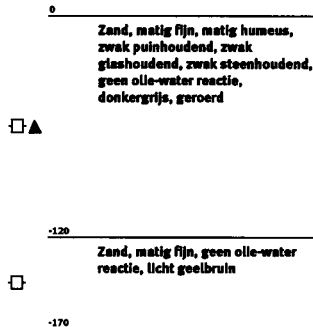 0
Zand, matig fijn, matig humeus,
zwak puinhoudend, zwak
glashoudend, zwak steenhoudend,
geen olie-water reactie,
donkergrijs, geroerd
-120
Zand, matig fijn, geen olie-water
reactie, licht geelbruin
-170